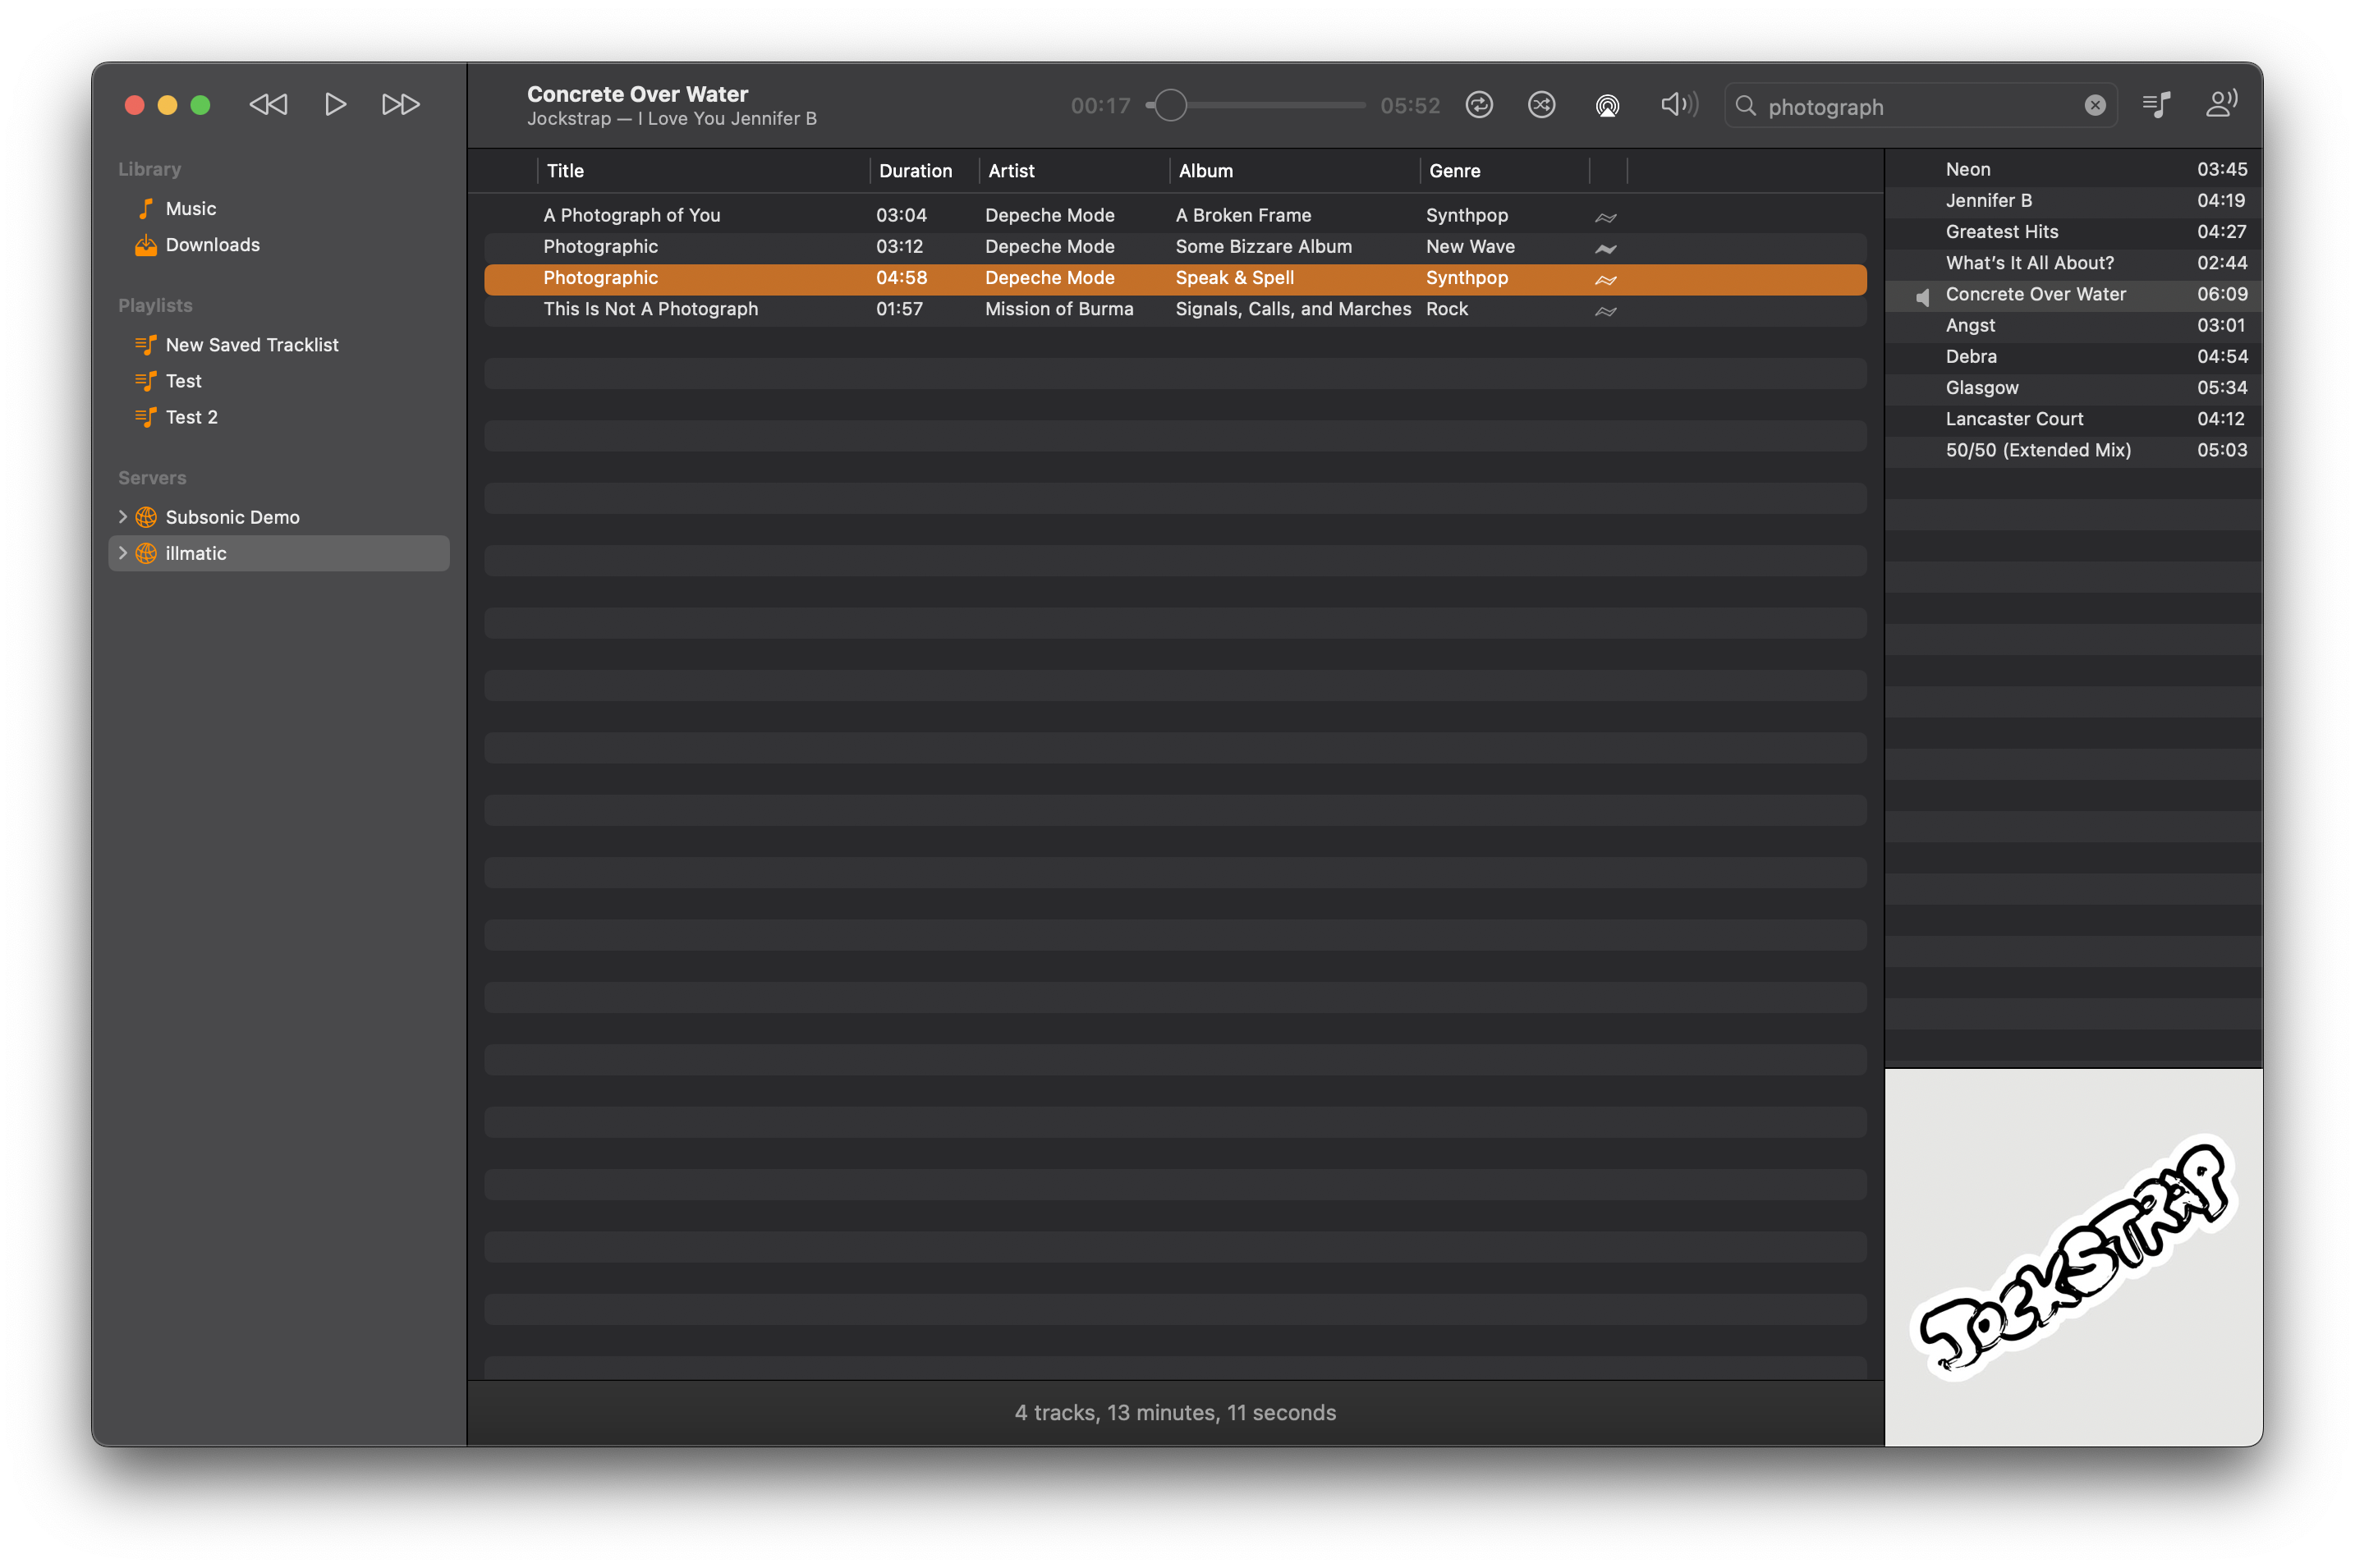 Concrete Over Water
Jockstrap — I Love You Jennifer B
00:17 05:52 photograph
Library
Music
Downloads
Playlists
New Saved Tracklist
Test
Test 2
Servers
Subsonic Demo
illmatic
Title Duration Artist Album Genre
A Photograph of You 03:04 Depeche Mode A Broken Frame Synthpop
Photographic 03:12 Depeche Mode Some Bizzare Album New Wave
Photographic 04:58 Depeche Mode Speak & Spell Synthpop
This Is Not A Photograph 01:57 Mission of Burma Signals, Calls, and Marches Rock
4 tracks, 13 minutes, 11 seconds
Neon 03:45
Jennifer B 04:19
Greatest Hits 04:27
What’s It All About? 02:44
Concrete Over Water 06:09
Angst 03:01
Debra 04:54
Glasgow 05:34
Lancaster Court 04:12
50/50 (Extended Mix) 05:03
JOCKSTRAP